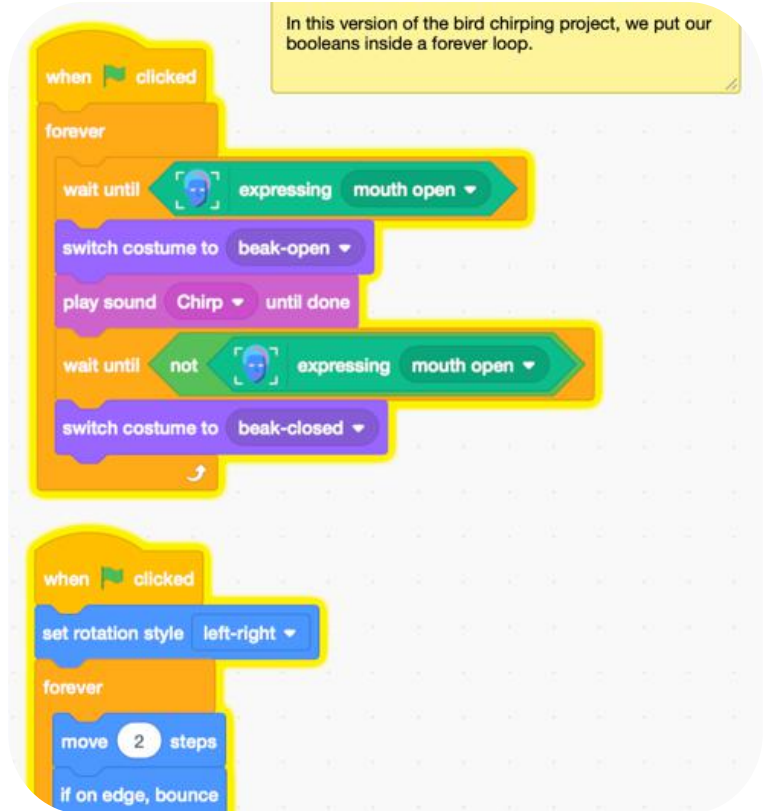 In this version of the bird chirping project, we put our
booleans inside a forever loop.
when clicked
forever
wait until expressing mouth open
switch costume to beak-open
play sound Chirp until done
wait until not expressing mouth open
switch costume to beak-closed
when clicked
set rotation style left-right
forever
move 2 steps
if on edge, bounce